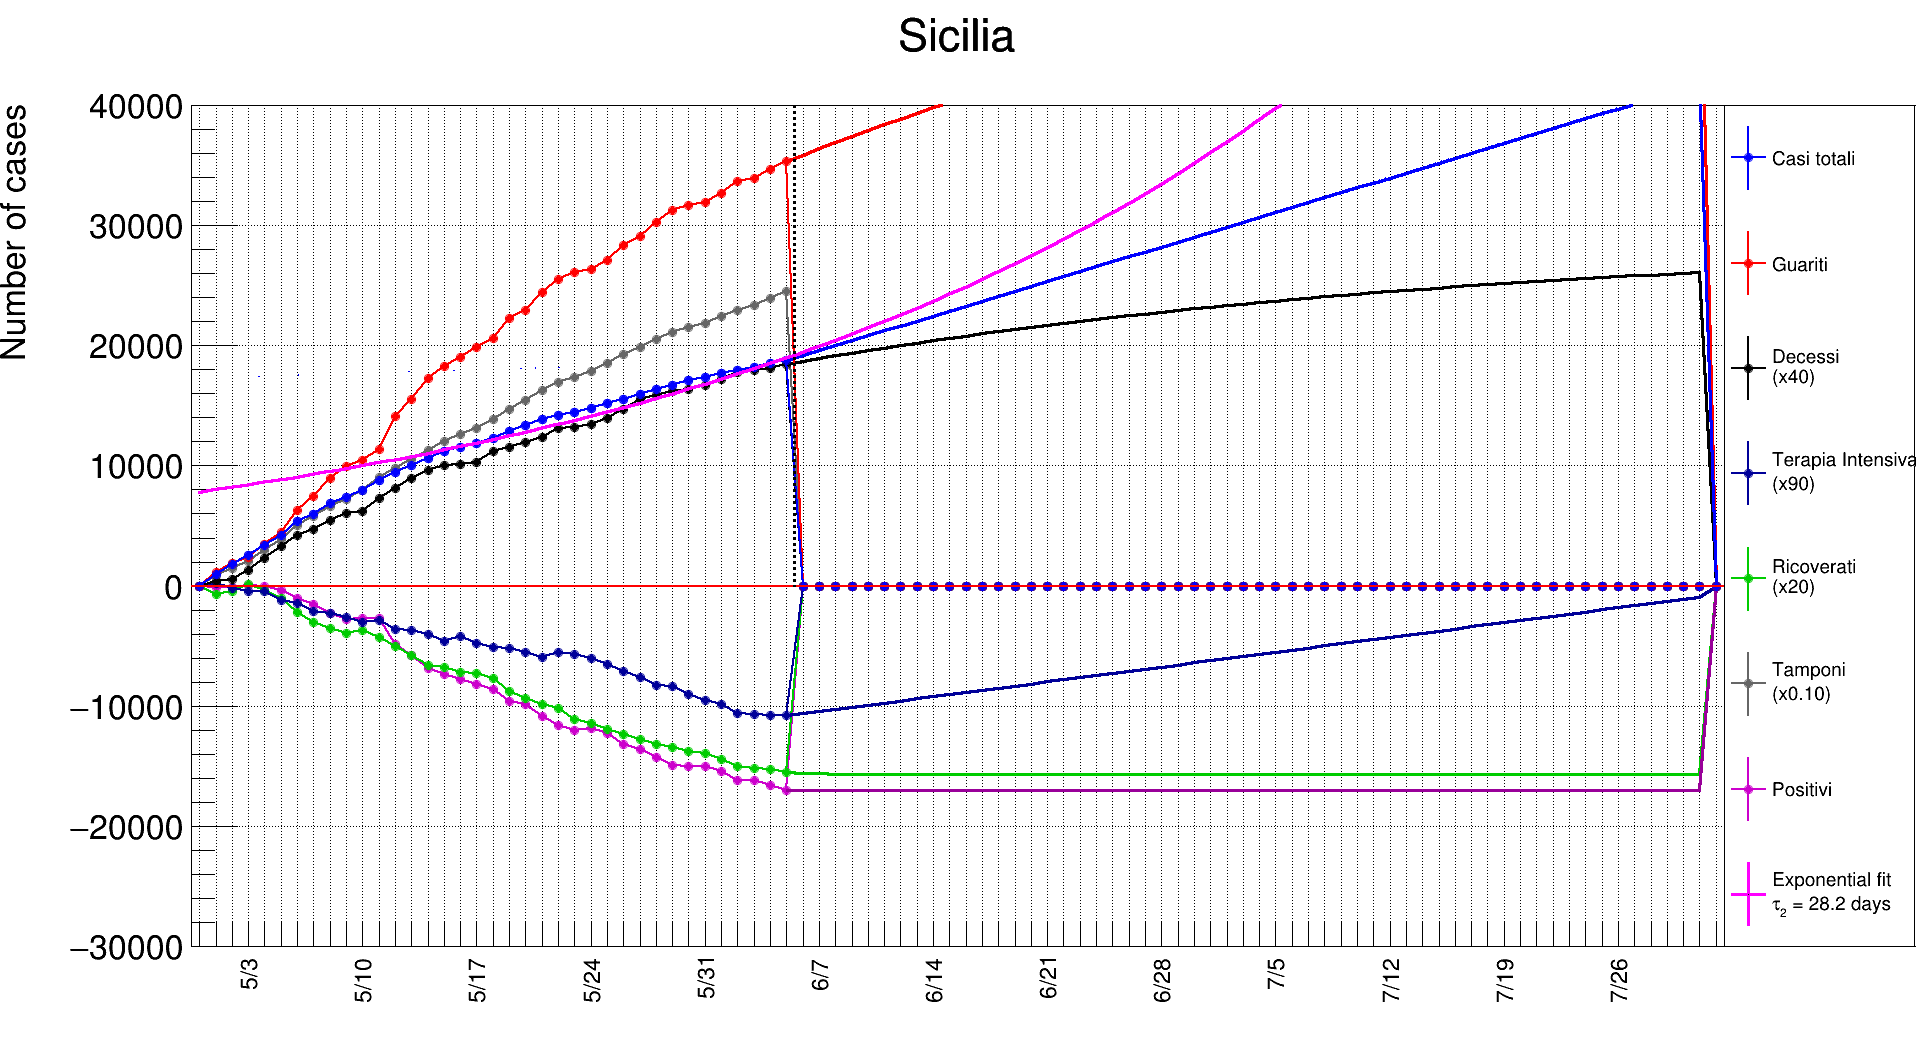 Sicilia
Number of cases
40000
30000
20000
10000
0
−10000
−20000
−30000
5/3
5/10
5/17
5/24
5/31
6/7
6/14
6/21
6/28
7/5
7/12
7/19
7/26
Casi totali
Guariti
Decessi
(x40)
Terapia Intensiva
(x90)
Ricoverati
(x20)
Tamponi
(x0.10)
Positivi
Exponential fit
τ2 = 28.2 days